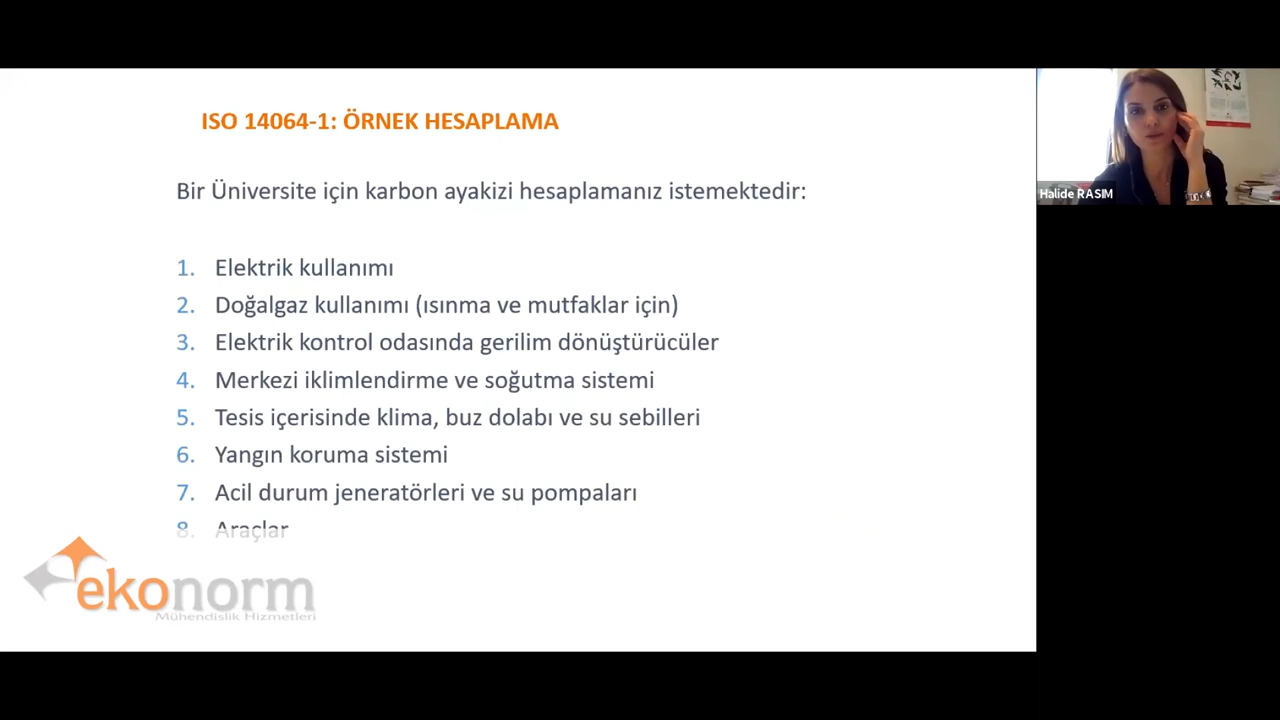 ISO 14064-1: ÖRNEK HESAPLAMA
Bir Üniversite için karbon ayakizi hesaplamanız istemektedir:
1. Elektrik kullanımı
2. Doğalgaz kullanımı (ısınma ve mutfaklar için)
3. Elektrik kontrol odasında gerilim dönüştürücüler
4. Merkezi iklimlendirme ve soğutma sistemi
5. Tesis içerisinde klima, buz dolabı ve su sebilleri
6. Yangın koruma sistemi
7. Acil durum jeneratörleri ve su pompaları
8. Araçlar
ekonorm
Mühendislik Hizmetleri
Halide RASIM